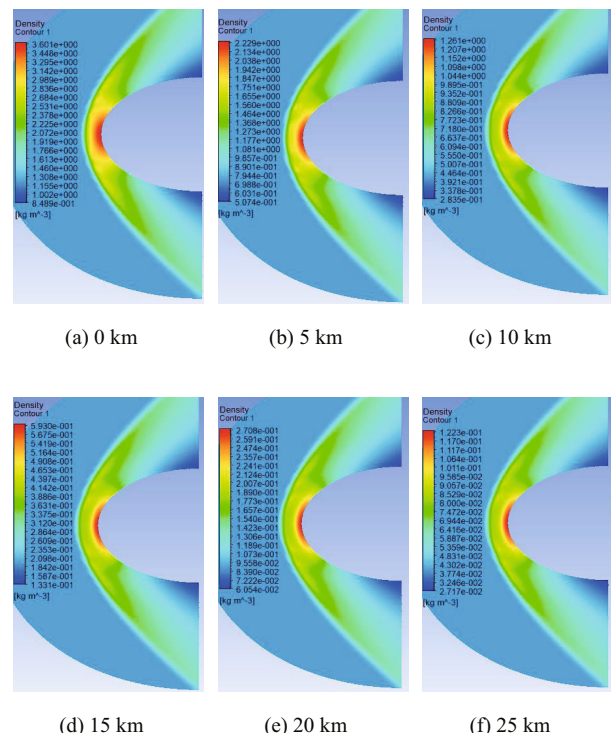 Density
Contour 1
3.601e+000
3.448e+000
3.295e+000
3.142e+000
2.989e+000
2.836e+000
2.684e+000
2.531e+000
2.378e+000
2.225e+000
2.072e+000
1.919e+000
1.766e+000
1.613e+000
1.460e+000
1.308e+000
1.155e+000
1.002e+000
8.489e-001
[kg m^-3]
(a) 0 km
Density
Contour 1
2.229e+000
2.134e+000
2.038e+000
1.942e+000
1.847e+000
1.751e+000
1.655e+000
1.560e+000
1.464e+000
1.368e+000
1.273e+000
1.177e+000
1.081e+000
9.857e-001
8.901e-001
7.944e-001
6.988e-001
6.031e-001
5.074e-001
[kg m^-3]
(b) 5 km
Density
Contour 1
1.261e+000
1.207e+000
1.152e+000
1.098e+000
1.044e+000
9.895e-001
9.352e-001
8.809e-001
8.266e-001
7.723e-001
7.180e-001
6.637e-001
6.094e-001
5.550e-001
5.007e-001
4.464e-001
3.921e-001
3.378e-001
2.835e-001
[kg m^-3]
(c) 10 km
Density
Contour 1
5.930e-001
5.675e-001
5.419e-001
5.164e-001
4.908e-001
4.653e-001
4.397e-001
4.142e-001
3.886e-001
3.631e-001
3.375e-001
3.120e-001
2.864e-001
2.609e-001
2.353e-001
2.098e-001
1.842e-001
1.587e-001
1.331e-001
[kg m^-3]
(d) 15 km
Density
Contour 1
2.708e-001
2.591e-001
2.474e-001
2.357e-001
2.241e-001
2.124e-001
2.007e-001
1.890e-001
1.773e-001
1.657e-001
1.540e-001
1.423e-001
1.306e-001
1.189e-001
1.073e-001
9.558e-002
8.390e-002
7.222e-002
6.054e-002
[kg m^-3]
(e) 20 km
Density
Contour 1
1.223e-001
1.170e-001
1.117e-001
1.064e-001
1.011e-001
9.585e-002
9.057e-002
8.529e-002
8.000e-002
7.472e-002
6.944e-002
6.416e-002
5.887e-002
5.359e-002
4.831e-002
4.302e-002
3.774e-002
3.246e-002
2.717e-002
[kg m^-3]
(f) 25 km